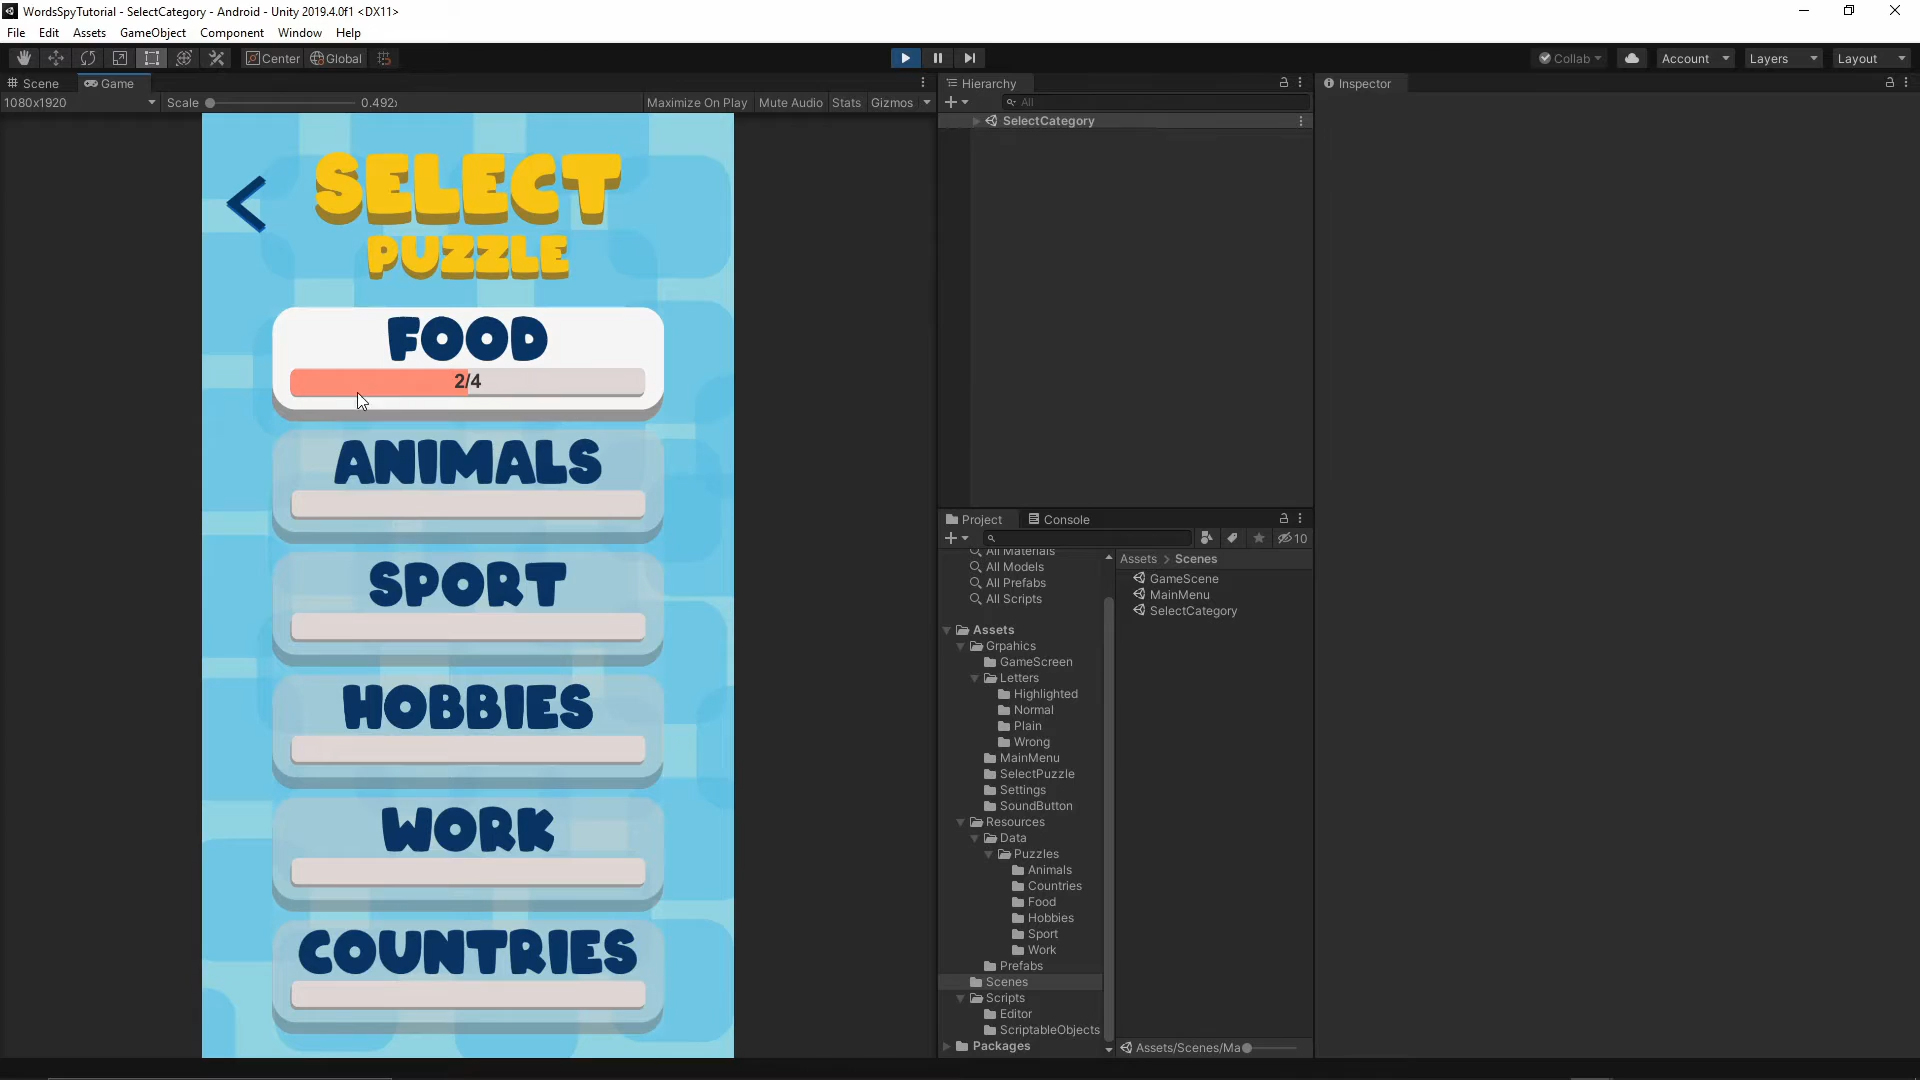 WordsSpyTutorial - SelectCategory - Android - Unity 2019.4.0f1 <DX11>
File Edit Assets GameObject Component Window Help
Center Global Collab Account Layers Layout
Scene Game
1080x1920 Scale 0.492x Maximize On Play Mute Audio Stats Gizmos
SELECT
PUZZLE
FOOD
2/4
ANIMALS
SPORT
HOBBIES
WORK
COUNTRIES
Hierarchy
All
SelectCategory
Project Console
10
All Materials
All Models
All Prefabs
All Scripts
Assets
Grpahics
GameScreen
Letters
Highlighted
Normal
Plain
Wrong
MainMenu
SelectPuzzle
Settings
SoundButton
Resources
Data
Puzzles
Animals
Countries
Food
Hobbies
Sport
Work
Prefabs
Scenes
Scripts
Editor
ScriptableObjects
Packages
Assets > Scenes
GameScene
MainMenu
SelectCategory
Assets/Scenes/Ma
Inspector